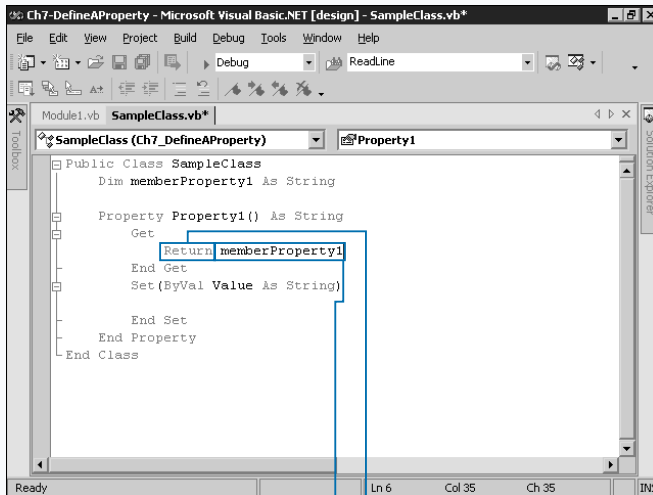 Ch7-DefineAProperty - Microsoft Visual Basic.NET [design] - SampleClass.vb*
File Edit View Project Build Debug Tools Window Help
Debug ReadLine
Module1.vb SampleClass.vb*
Toolbox
Solution Explorer
SampleClass (Ch7_DefineAProperty) Property1
Public Class SampleClass
Dim memberProperty1 As String
Property Property1() As String
Get
Return memberProperty1
End Get
Set(ByVal Value As String)
End Set
End Property
End Class
Ready Ln 6 Col 35 Ch 35 INS